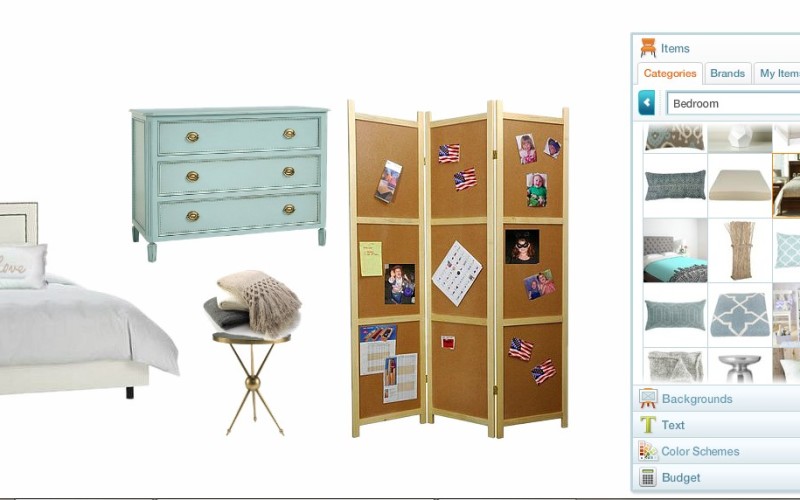 Items
Categories
Brands
My Item
Bedroom
love
Backgrounds
Text
Color Schemes
Budget